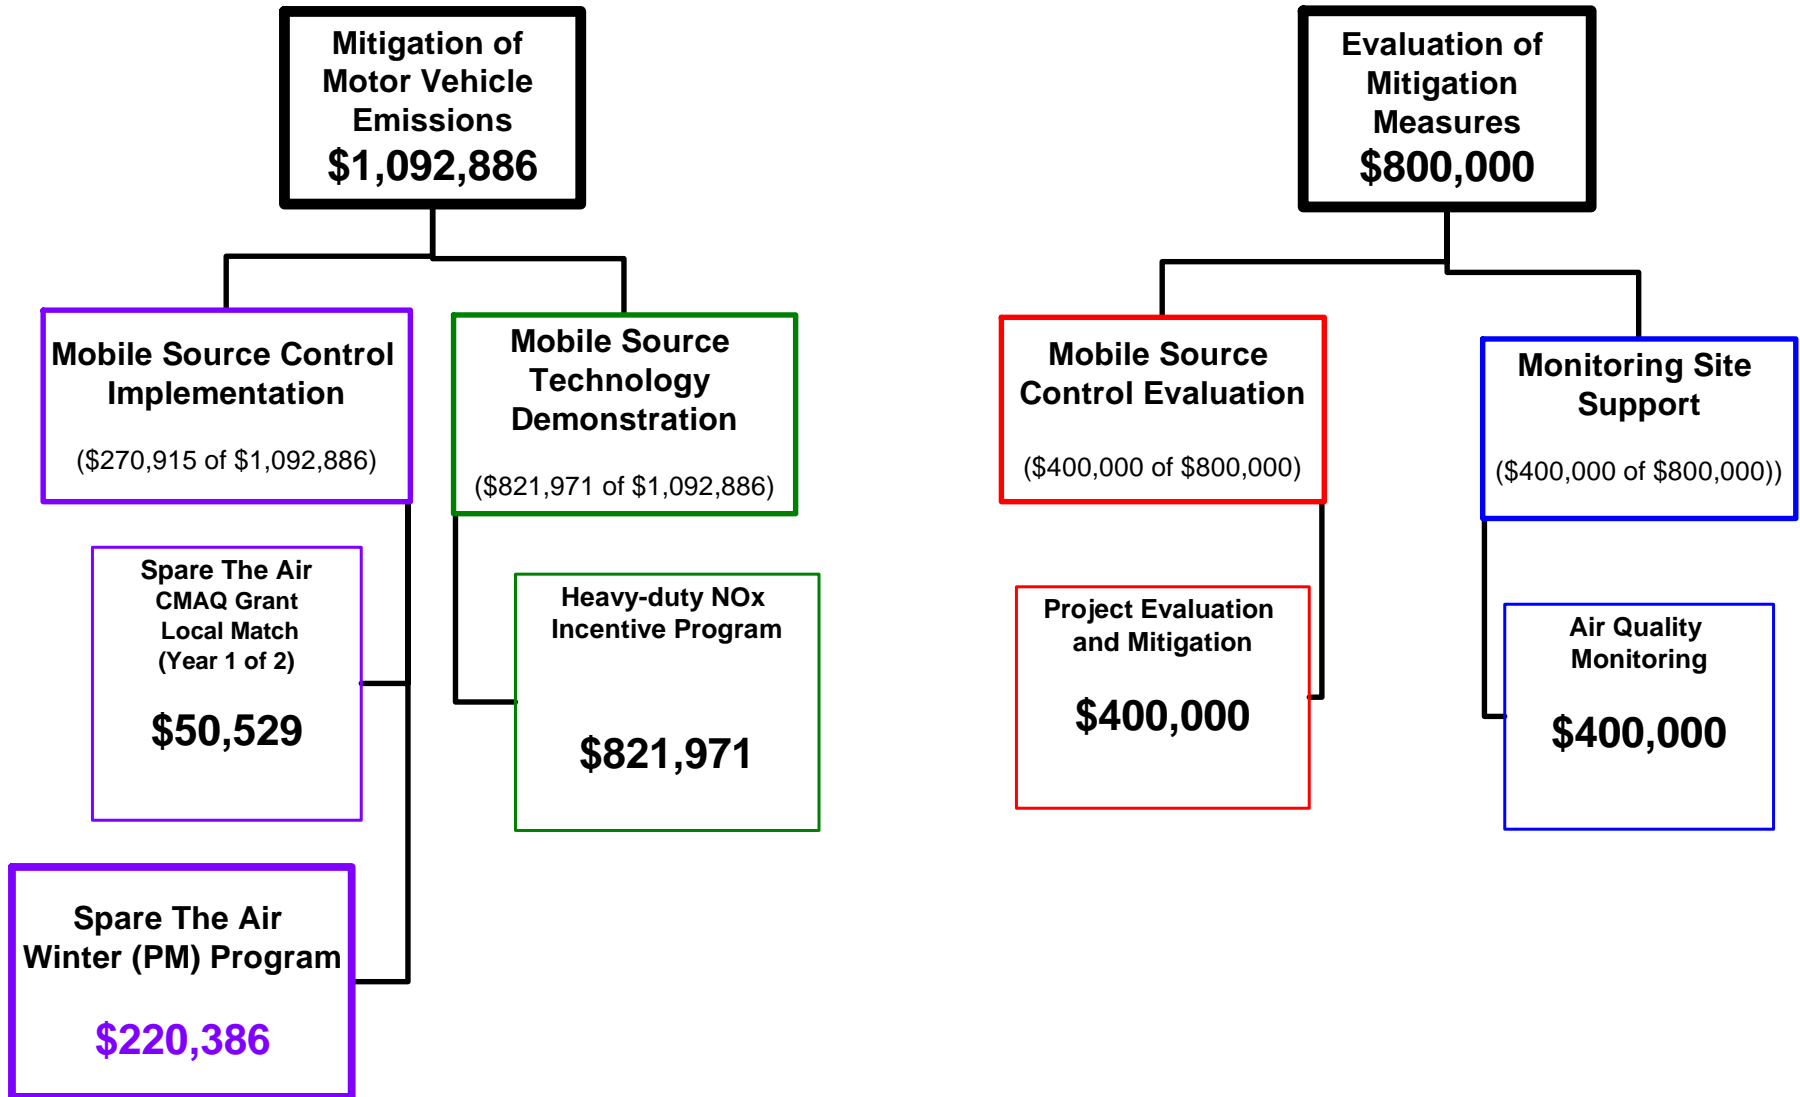 Mitigation of
Motor Vehicle
Emissions
$1,092,886
Evaluation of
Mitigation
Measures
$800,000
Mobile Source Control
Implementation
($270,915 of $1,092,886)
Mobile Source
Technology
Demonstration
($821,971 of $1,092,886)
Mobile Source
Control Evaluation
($400,000 of $800,000)
Monitoring Site
Support
($400,000 of $800,000))
Spare The Air
CMAQ Grant
Local Match
(Year 1 of 2)
$50,529
Heavy-duty NOx
Incentive Program
$821,971
Project Evaluation
and Mitigation
$400,000
Air Quality
Monitoring
$400,000
Spare The Air
Winter (PM) Program
$220,386